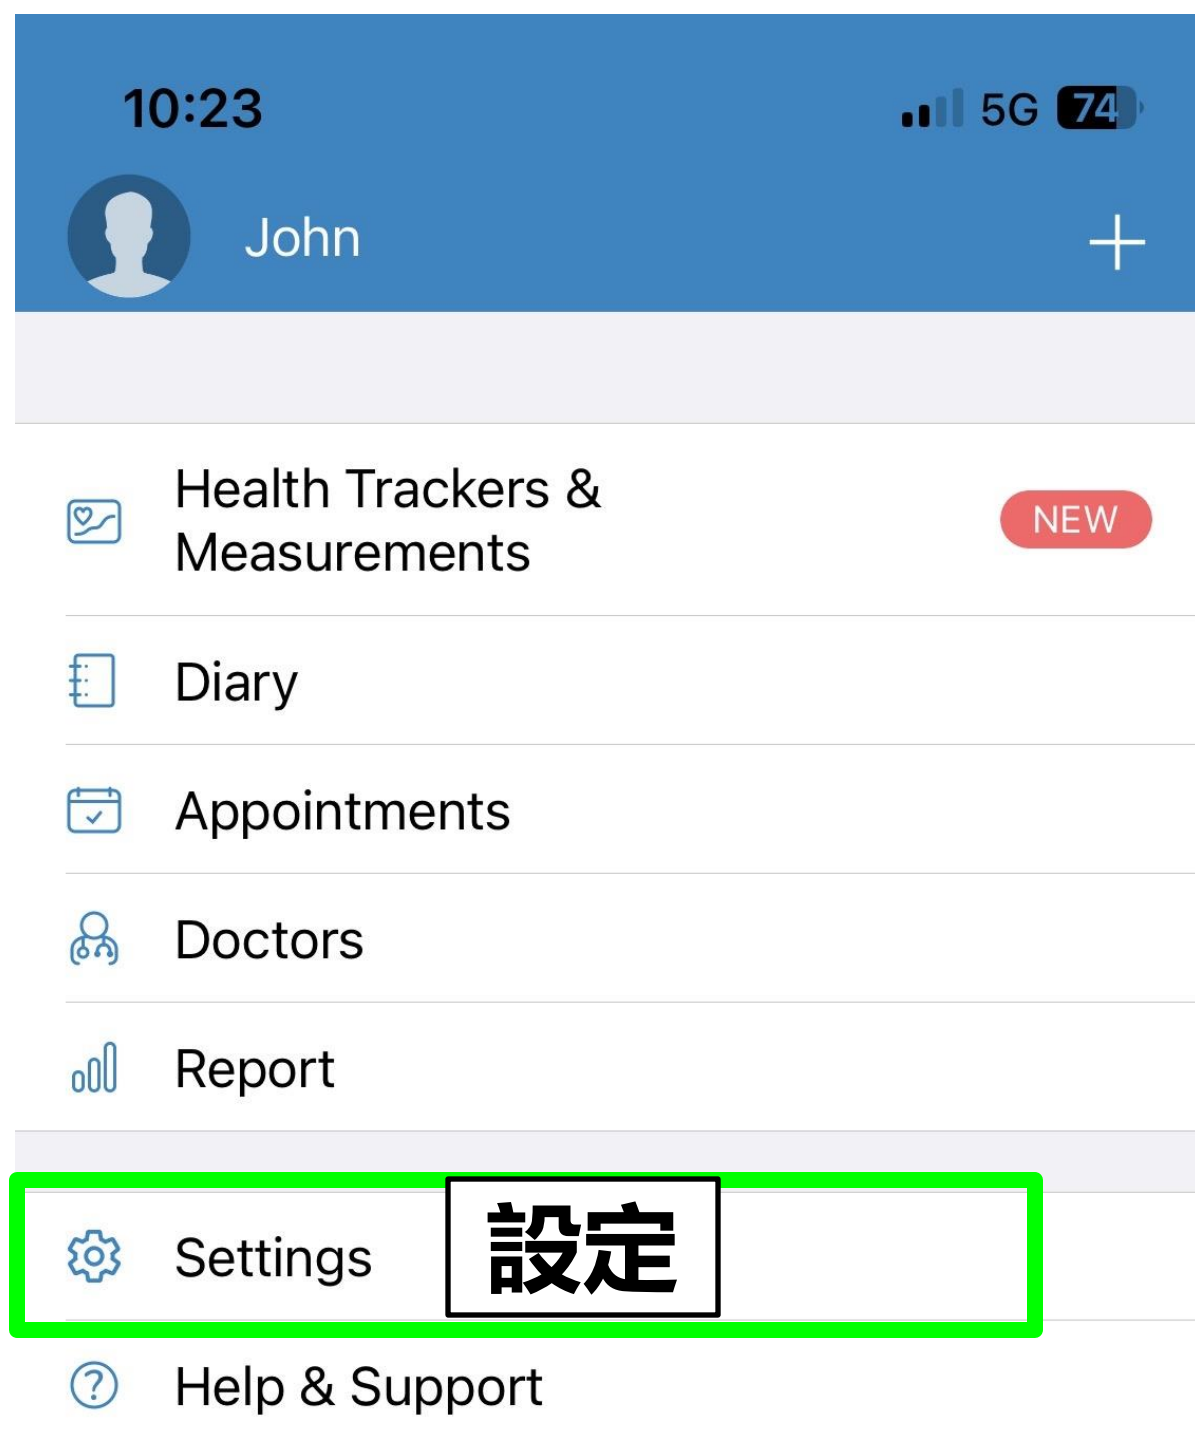 10:23
5G 74
John
Health Trackers &
Measurements
NEW
Diary
Appointments
Doctors
Report
Settings
設定
Help & Support